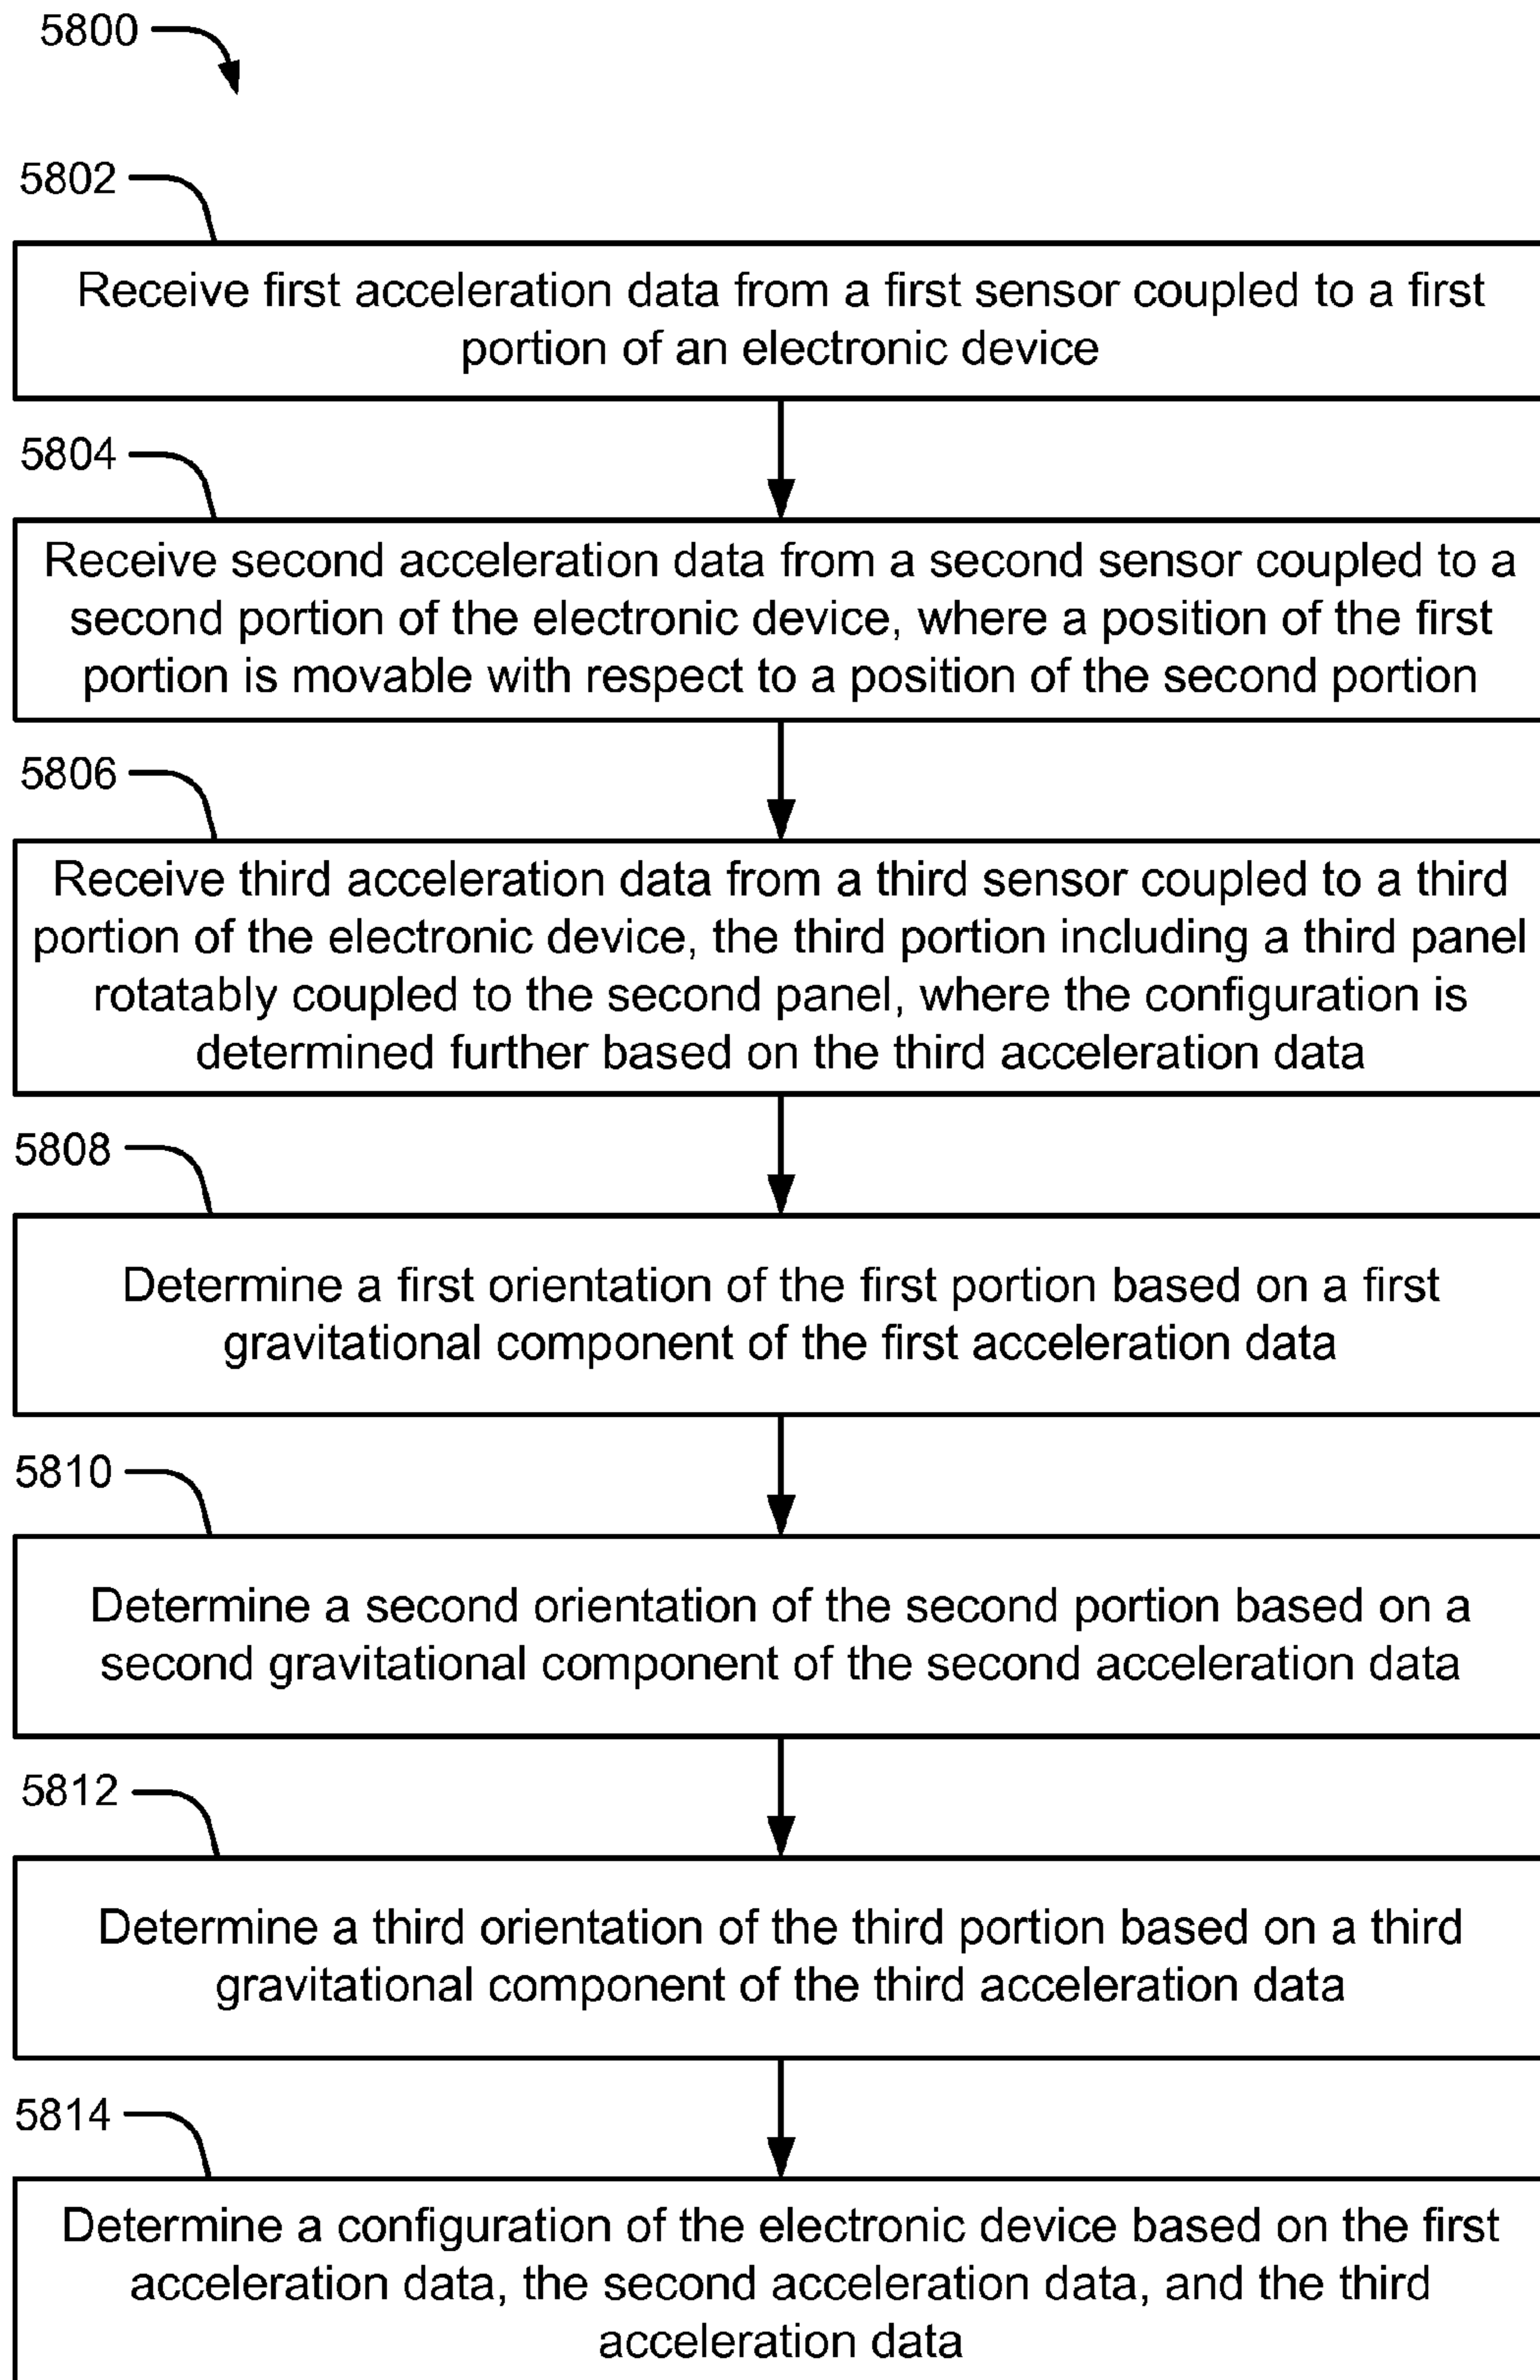 5800
5802
Receive first acceleration data from a first sensor coupled to a first
portion of an electronic device
5804
Receive second acceleration data from a second sensor coupled to a
second portion of the electronic device, where a position of the first
portion is movable with respect to a position of the second portion
5806
Receive third acceleration data from a third sensor coupled to a third
portion of the electronic device, the third portion including a third panel
rotatably coupled to the second panel, where the configuration is
determined further based on the third acceleration data
5808
Determine a first orientation of the first portion based on a first
gravitational component of the first acceleration data
5810
Determine a second orientation of the second portion based on a
second gravitational component of the second acceleration data
5812
Determine a third orientation of the third portion based on a third
gravitational component of the third acceleration data
5814
Determine a configuration of the electronic device based on the first
acceleration data, the second acceleration data, and the third
acceleration data